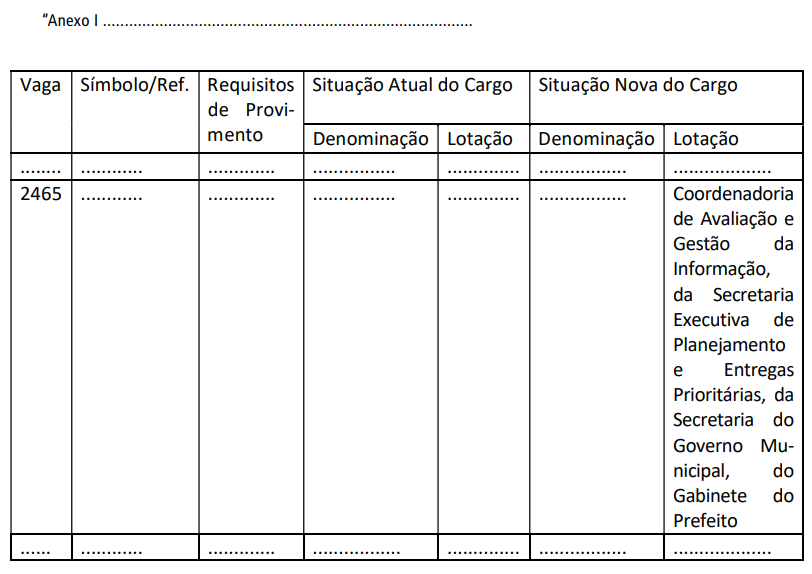 “Anexo I ....................................................................................
Vaga Símbolo/Ref. Requisitos de Provi-mento Situação Atual do Cargo Situação Nova do Cargo
Denominação Lotação Denominação Lotação
........ ............ ............. ................ .............. ................. ...................
2465 ............ ............. ................ .............. ................. Coordenadoria
de Avaliação e
Gestão da
Informação,
da Secretaria
Executiva de
Planejamento
e Entregas
Prioritárias, da
Secretaria do
Governo Mu-
nicipal, do
Gabinete do
Prefeito
...... ............ ............. ................. .............. ................. ...................